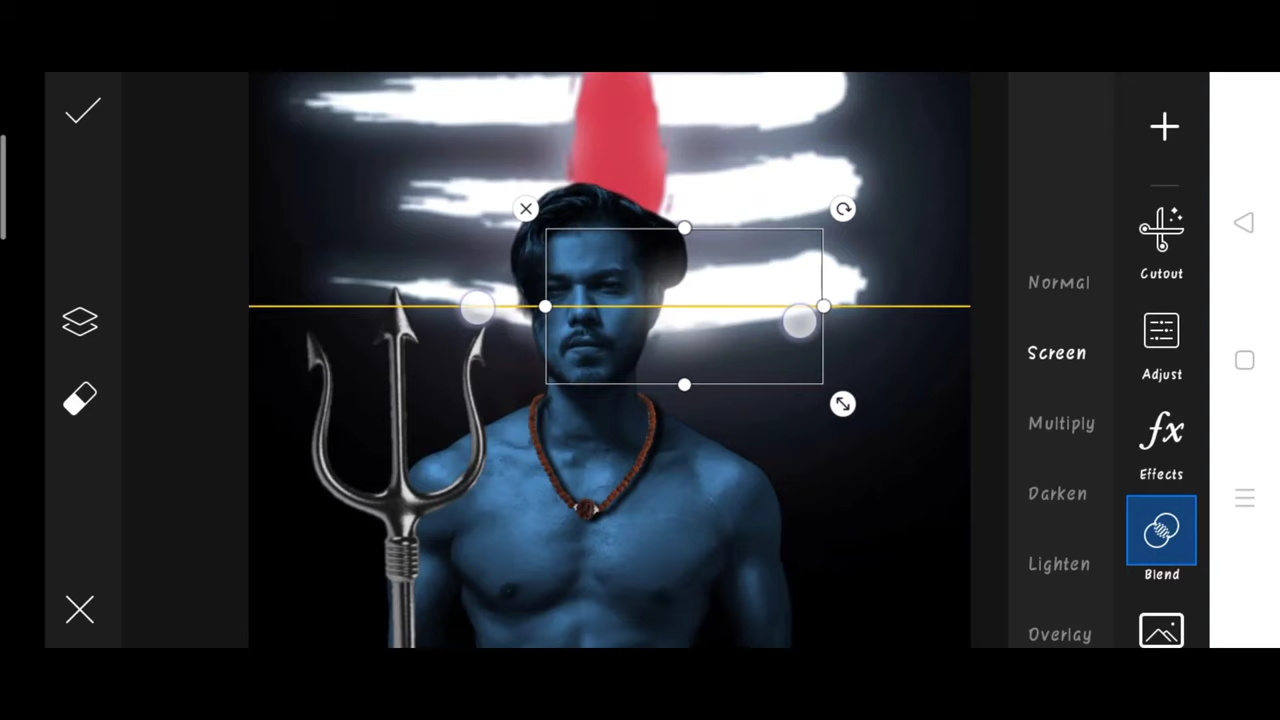 Normal
Screen
Multiply
Darken
Lighten
Overlay
Cutout
Adjust
fx
Effects
Blend